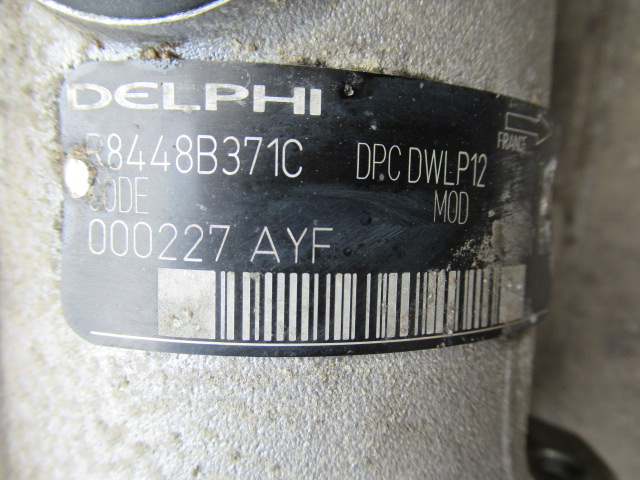 DELPHI
FRANCE
R8448B371C DPC DWLP12
CODE MOD
000227 AYF